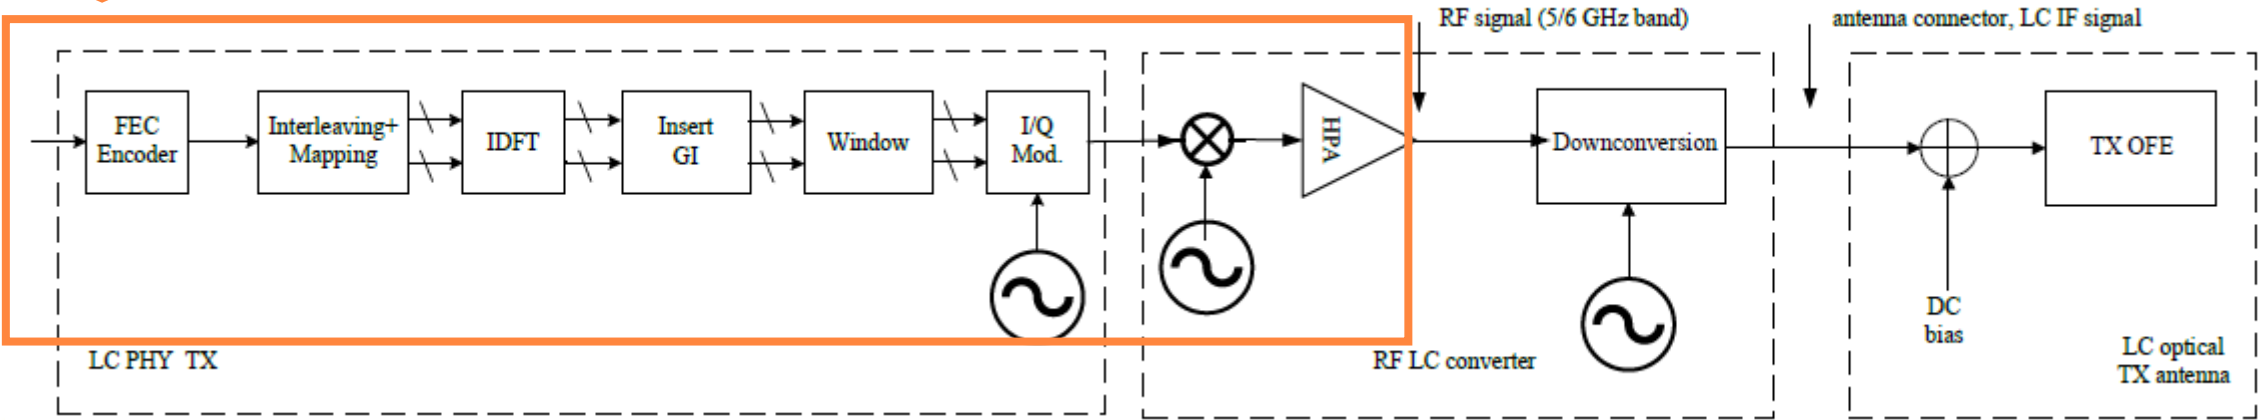 RF signal (5/6 GHz band)
antenna connector, LC IF signal
FEC
Encoder
Interleaving+
Mapping
IDFT
Insert
GI
Window
I/Q
Mod.
HPA
Downconversion
TX OFE
DC
bias
LC PHY TX
RF LC converter
LC optical
TX antenna